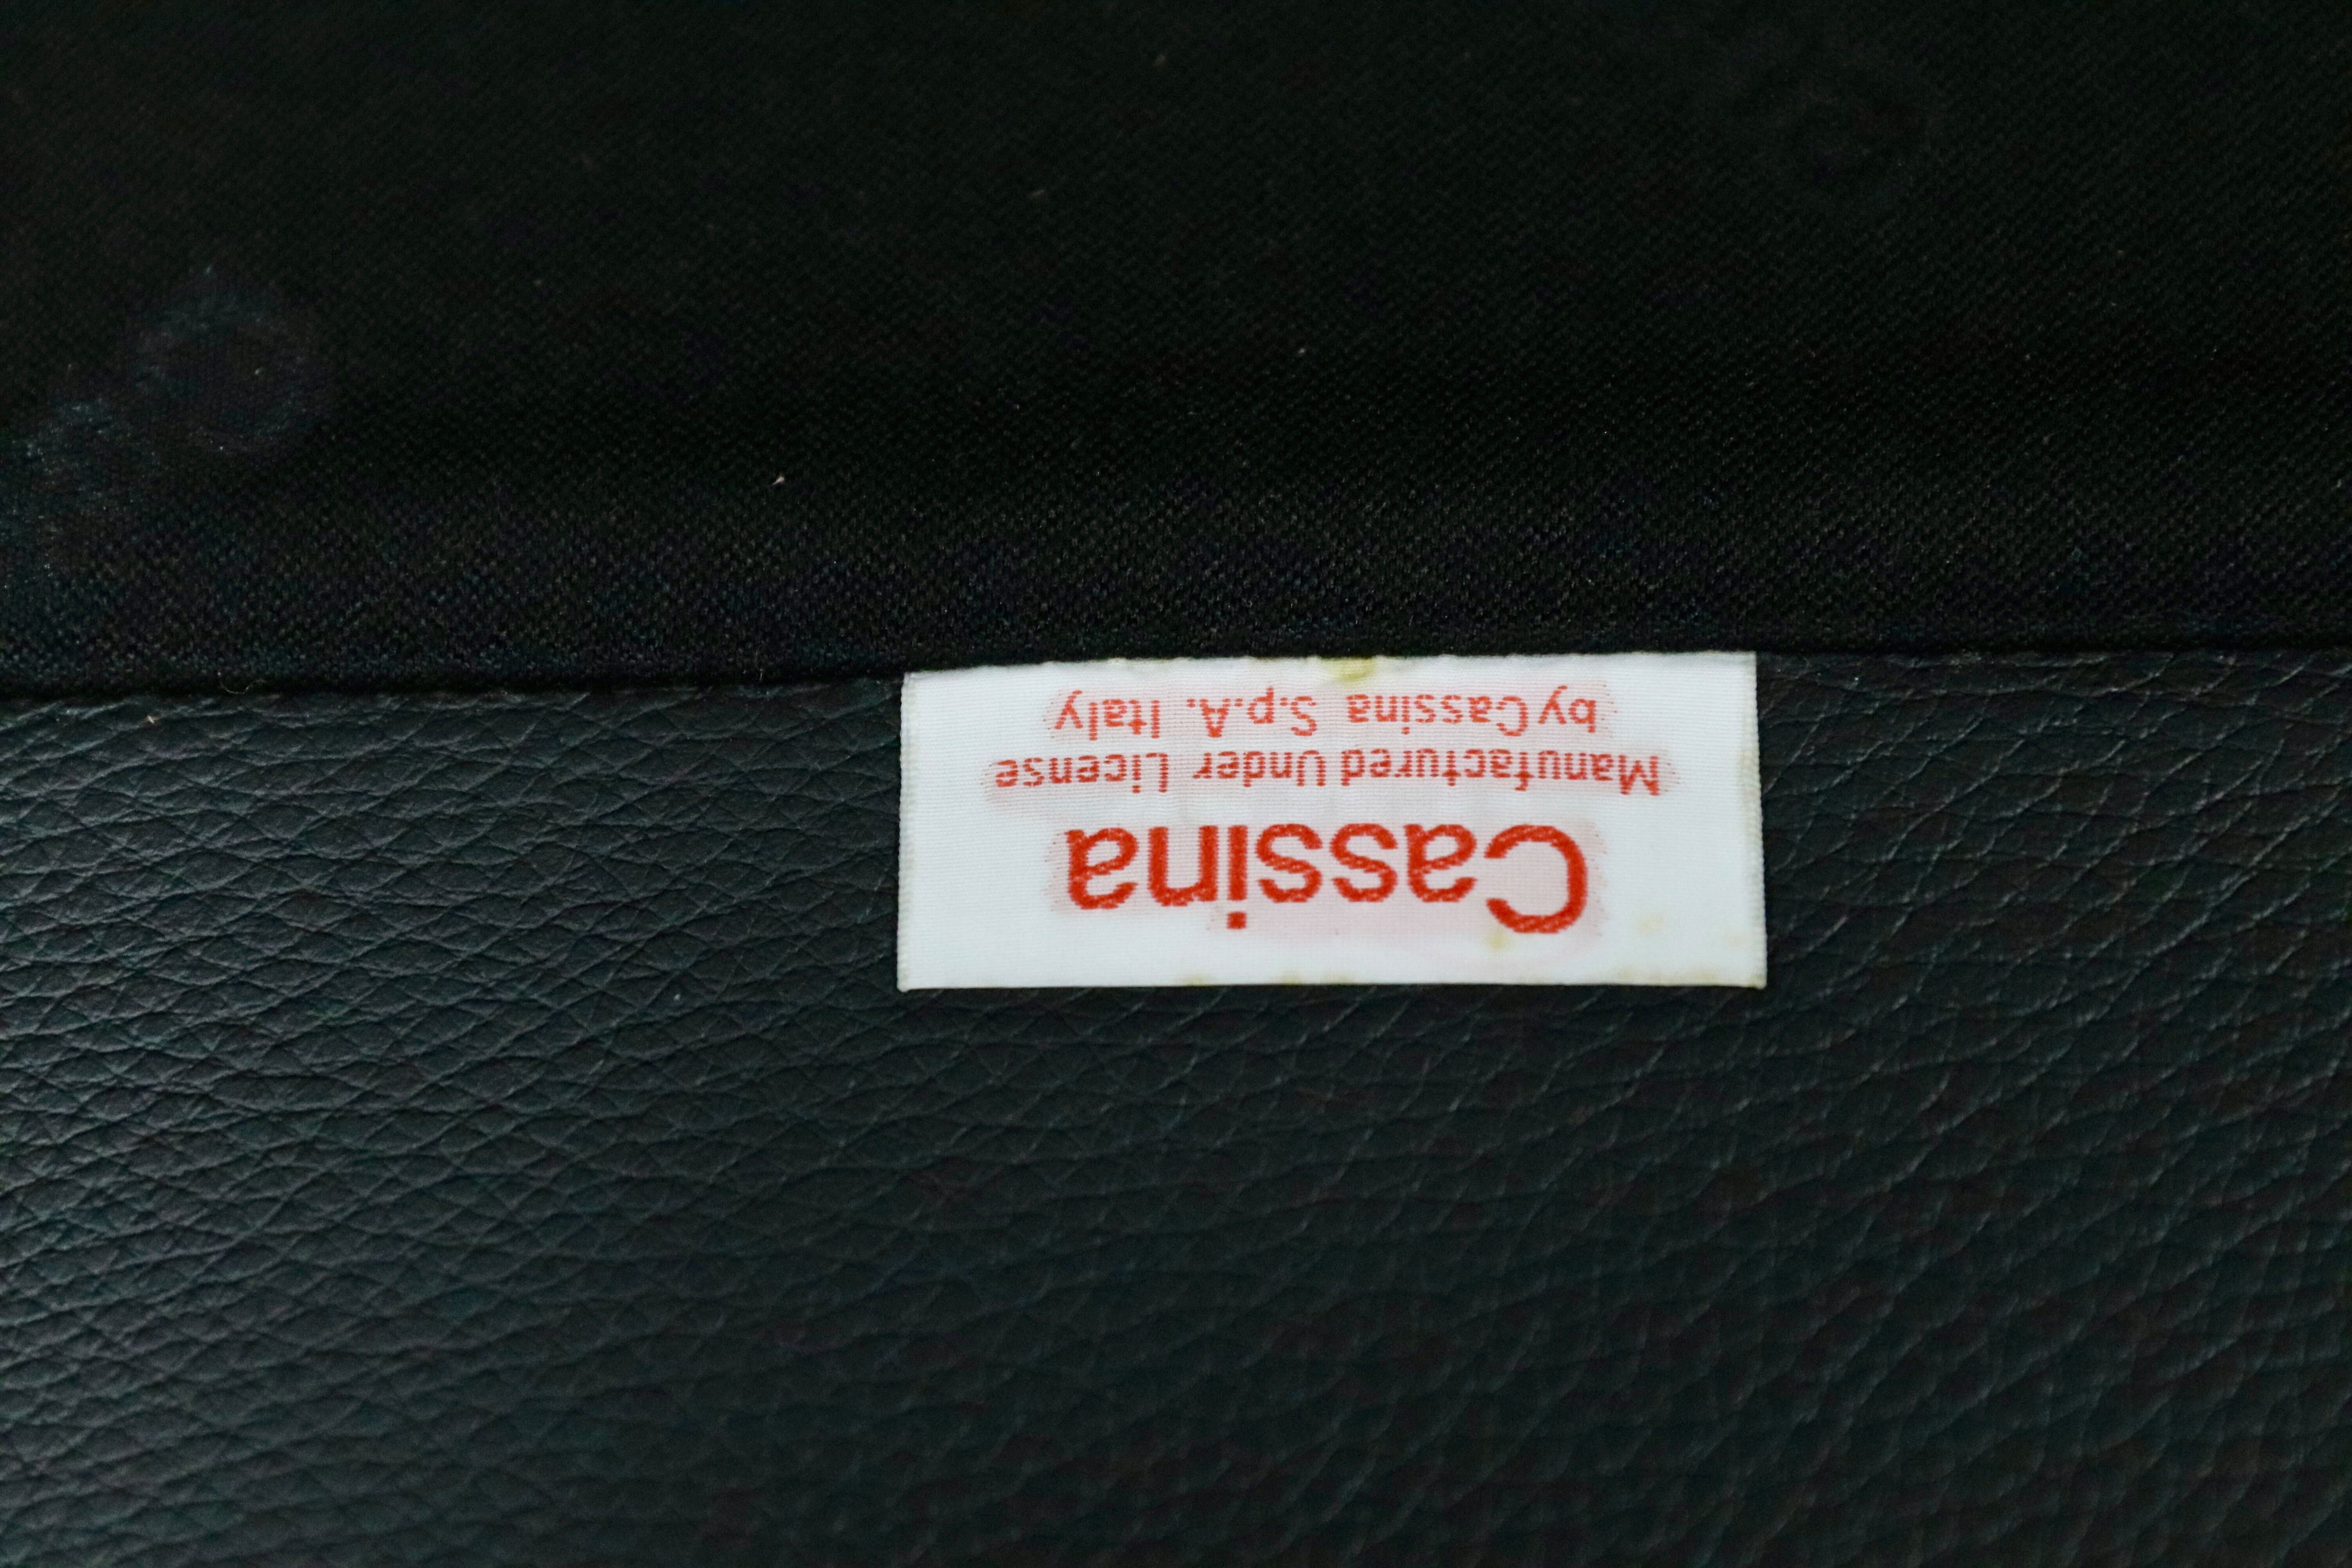 Cassina
Manufactured Under License
by Cassina S.p.A. Italy